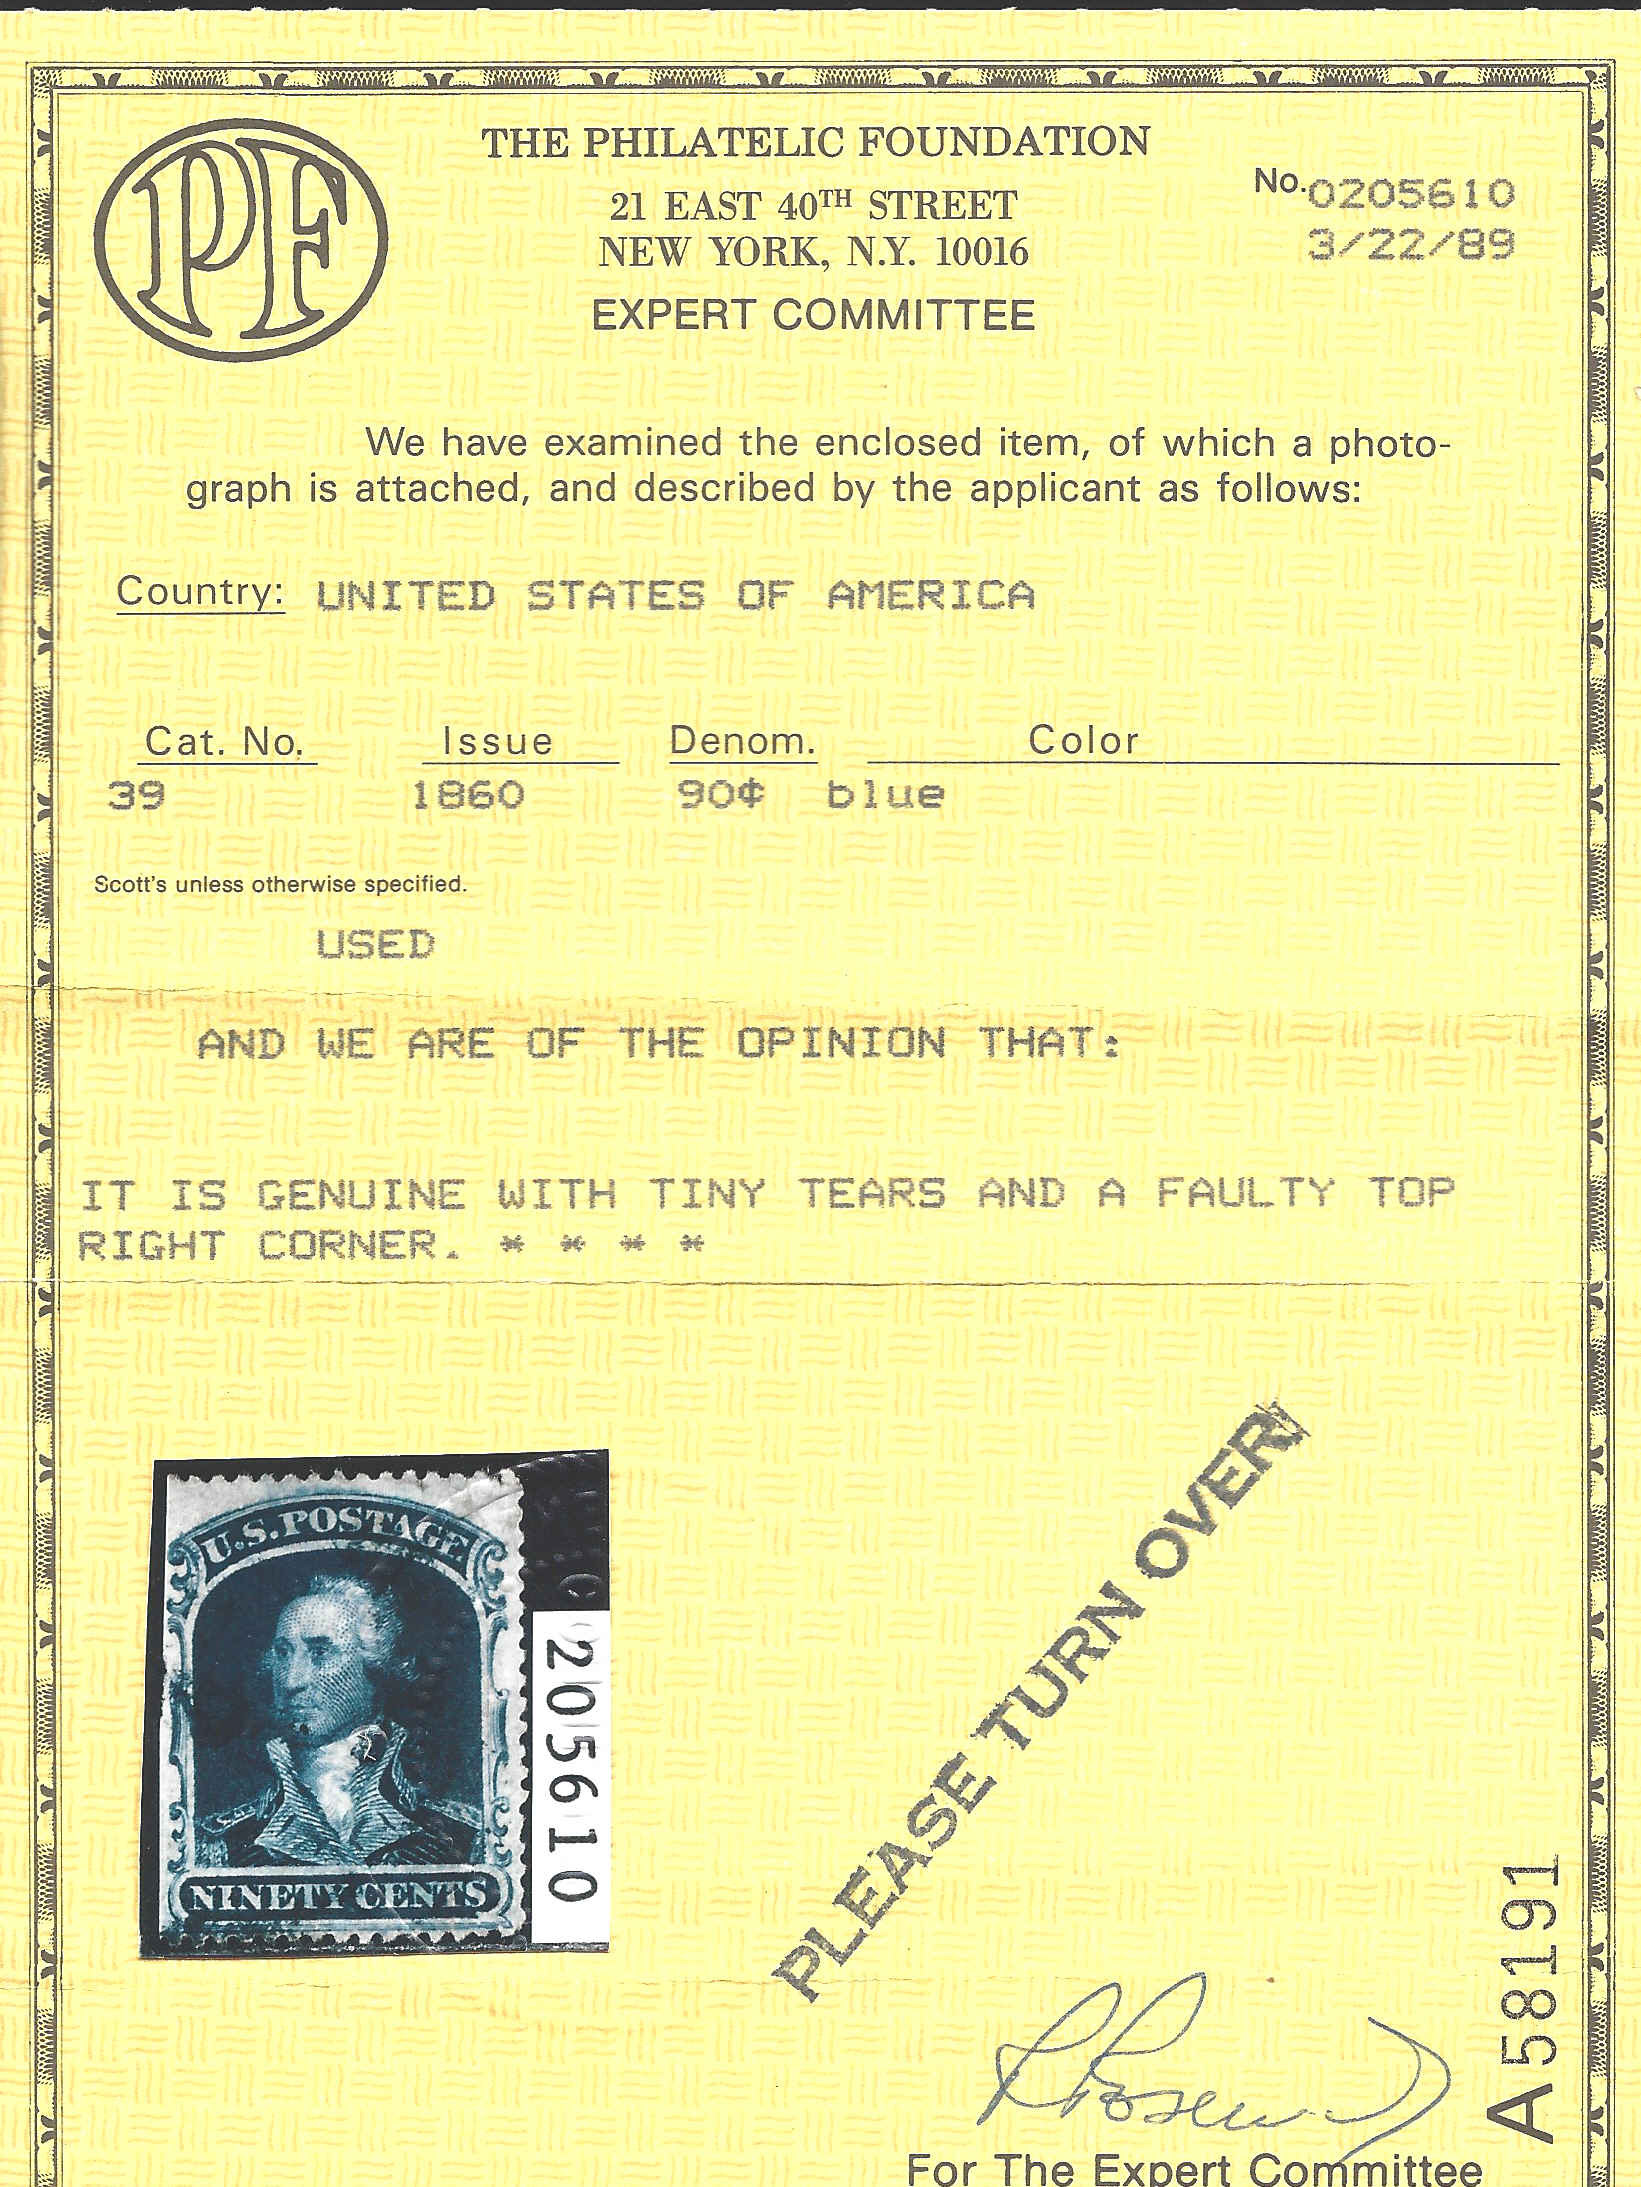 PF
THE PHILATELIC FOUNDATION
21 EAST 40TH STREET
NEW YORK, N.Y. 10016
EXPERT COMMITTEE
No. 0205610
3/22/89
We have examined the enclosed item, of which a photo-
graph is attached, and described by the applicant as follows:
Country: UNITED STATES OF AMERICA
Cat. No. Issue Denom. Color
39 1860 90¢ blue
Scott's unless otherwise specified.
USED
AND WE ARE OF THE OPINION THAT:
IT IS GENUINE WITH TINY TEARS AND A FAULTY TOP
RIGHT CORNER. * * * *
U.S. POSTAGE
NINETY CENTS
205610
PLEASE TURN OVER!
A 58191
For The Expert Committee